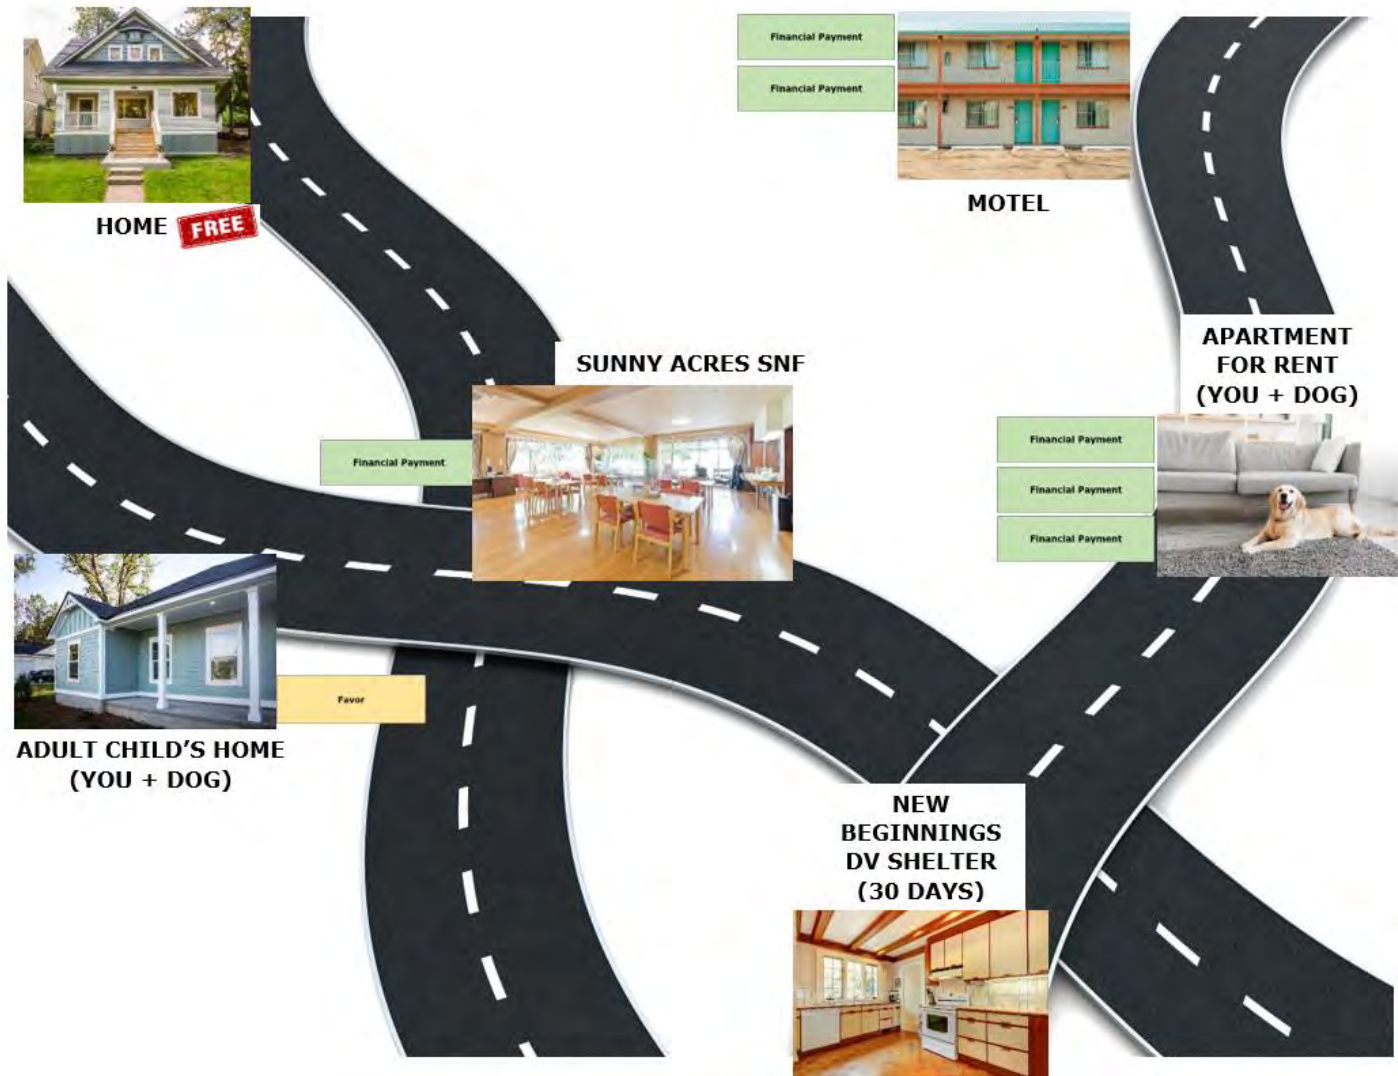 Financial Payment
Financial Payment
MOTEL
HOME
FREE
APARTMENT
FOR RENT
(YOU + DOG)
SUNNY ACRES SNF
Financial Payment
Financial Payment
Financial Payment
Financial Payment
Favor
ADULT CHILD'S HOME
(YOU + DOG)
NEW
BEGINNINGS
DV SHELTER
(30 DAYS)